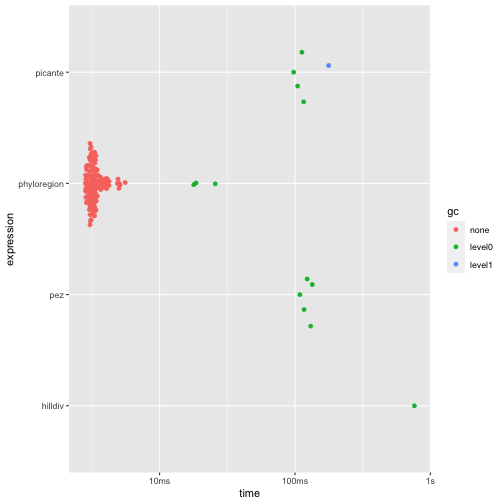 picante
phyloregion
pez
hilldiv
expression
10ms
100ms
1s
time
gc
none
level0
level1